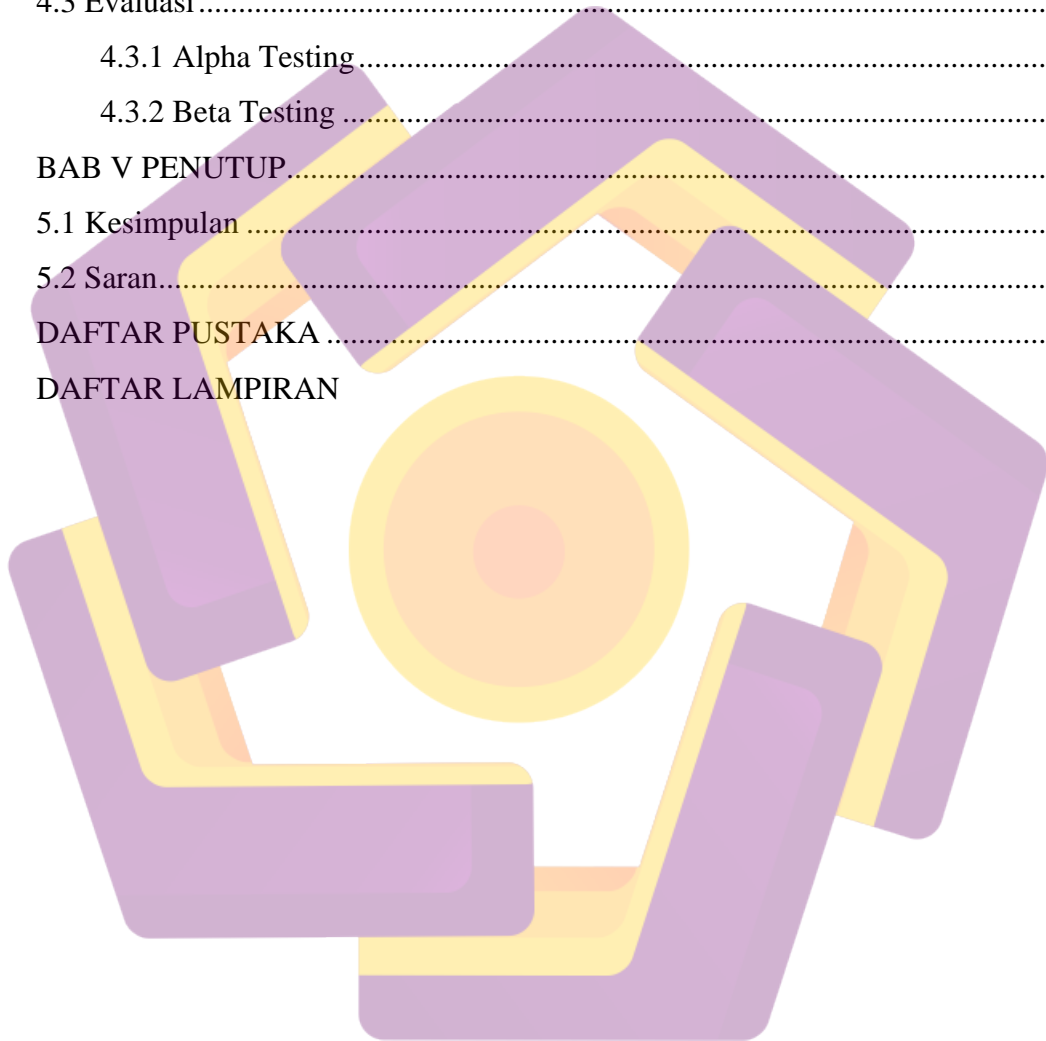 4.3 Evaluasi................................................................................................
4.3.1 Alpha Testing................................................................................
4.3.2 Beta Testing ................................................................................
BAB V PENUTUP................................................................................
5.1 Kesimpulan ................................................................................
5.2 Saran................................................................................................
DAFTAR PUSTAKA ................................................................................
DAFTAR LAMPIRAN